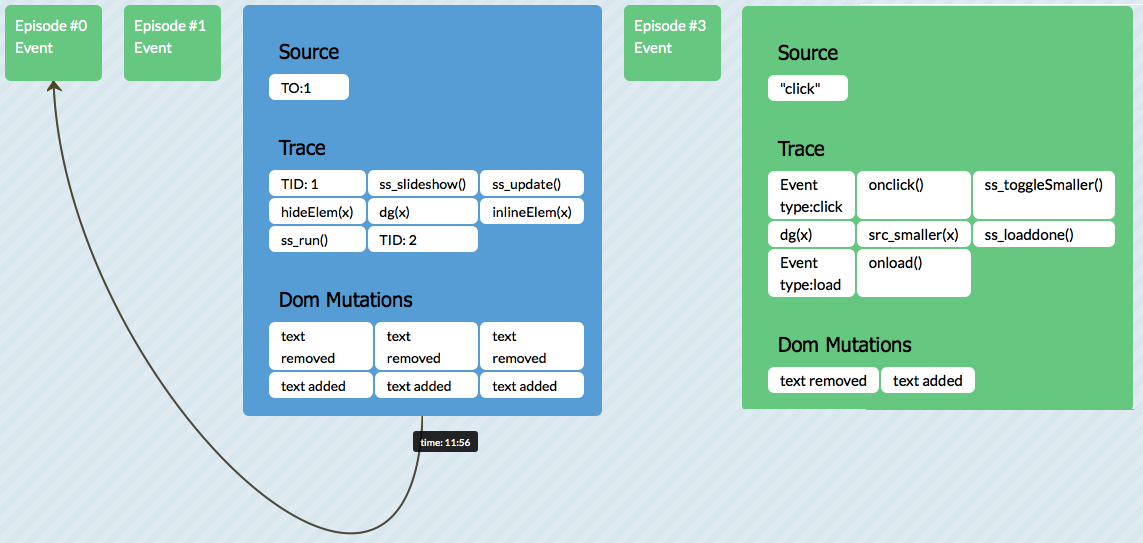 Episode #0
Event
Episode #1
Event
Source
TO:1
Trace
TID: 1 ss_slideshow() ss_update()
hideElem(x) dg(x) inlineElem(x)
ss_run() TID: 2
Dom Mutations
text removed text removed text removed
text added text added text added
time: 11:56
Episode #3
Event
Source
"click"
Trace
Event type:click onclick() ss_toggleSmaller()
dg(x) src_smaller(x) ss_loaddone()
Event type:load onload()
Dom Mutations
text removed text added